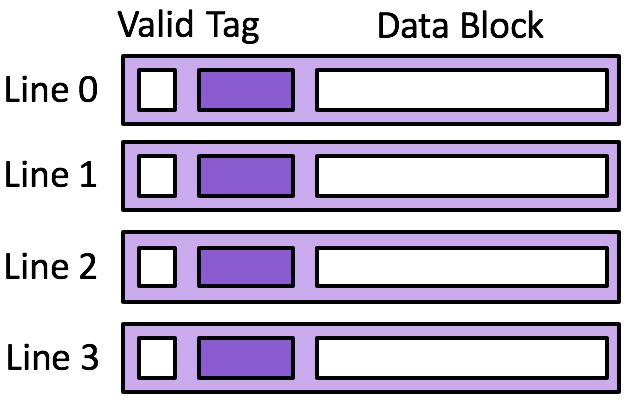 Valid Tag Data Block
Line 0
Line 1
Line 2
Line 3